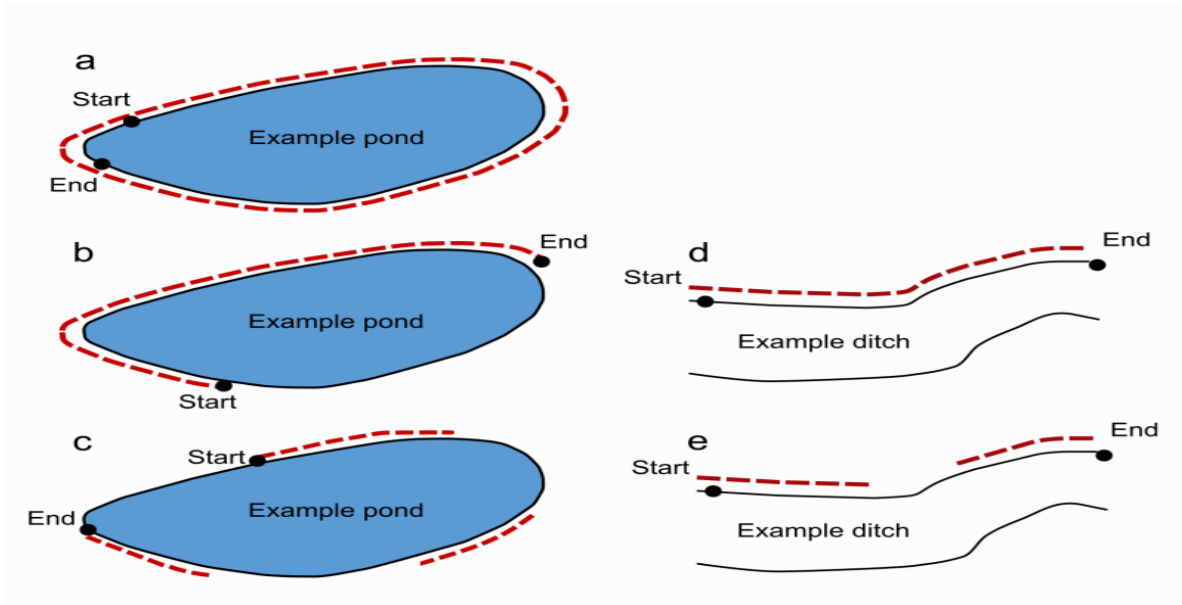 a
Start
Example pond
End
b
End
Example pond
Start
c
Start
Example pond
End
d
End
Start
Example ditch
e
End
Start
Example ditch